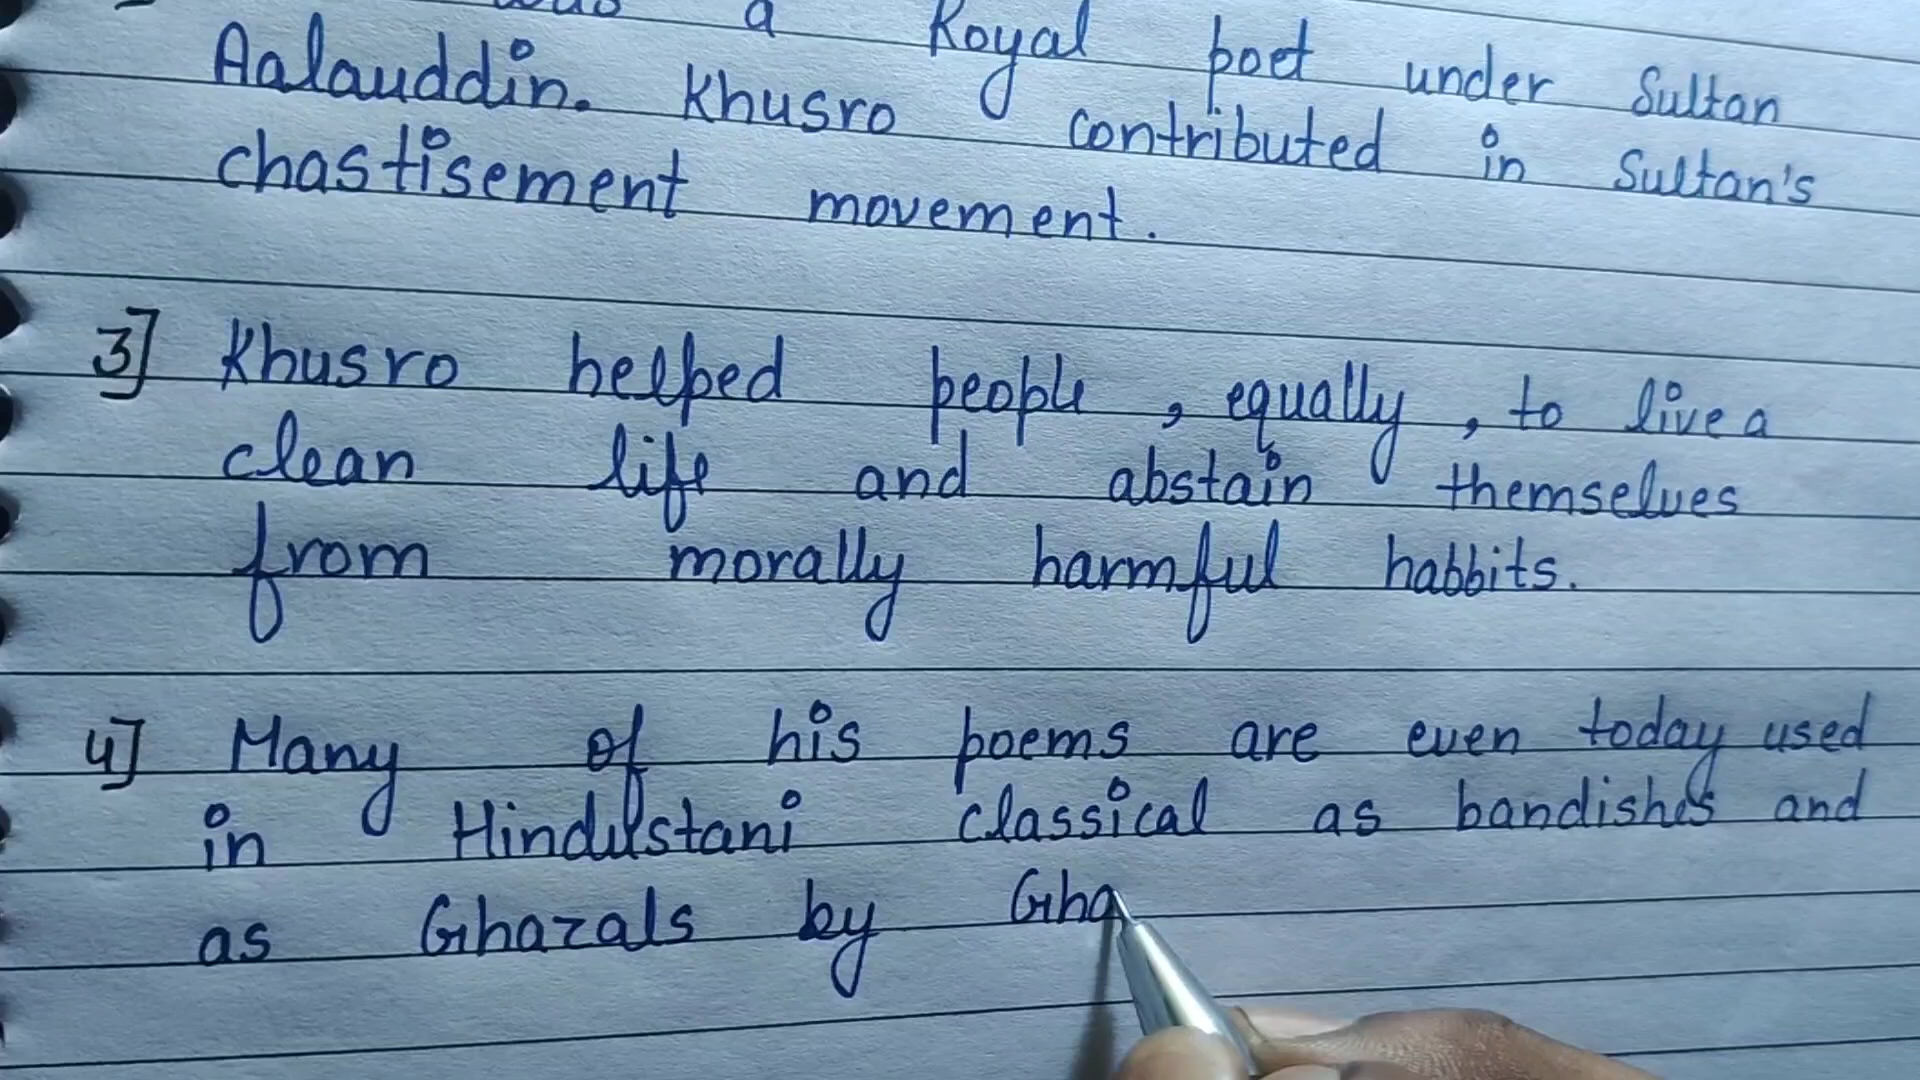 was a Royal poet under Sultan
Aalauddin. Khusro contributed in Sultan's
chastisement movement.
3] Khusro helped people, equally, to live a
clean life and abstain themselves
from morally harmful habbits.
4] Many of his poems are even today used
in Hindustani classical as bandishes and
as Ghazals by Gha